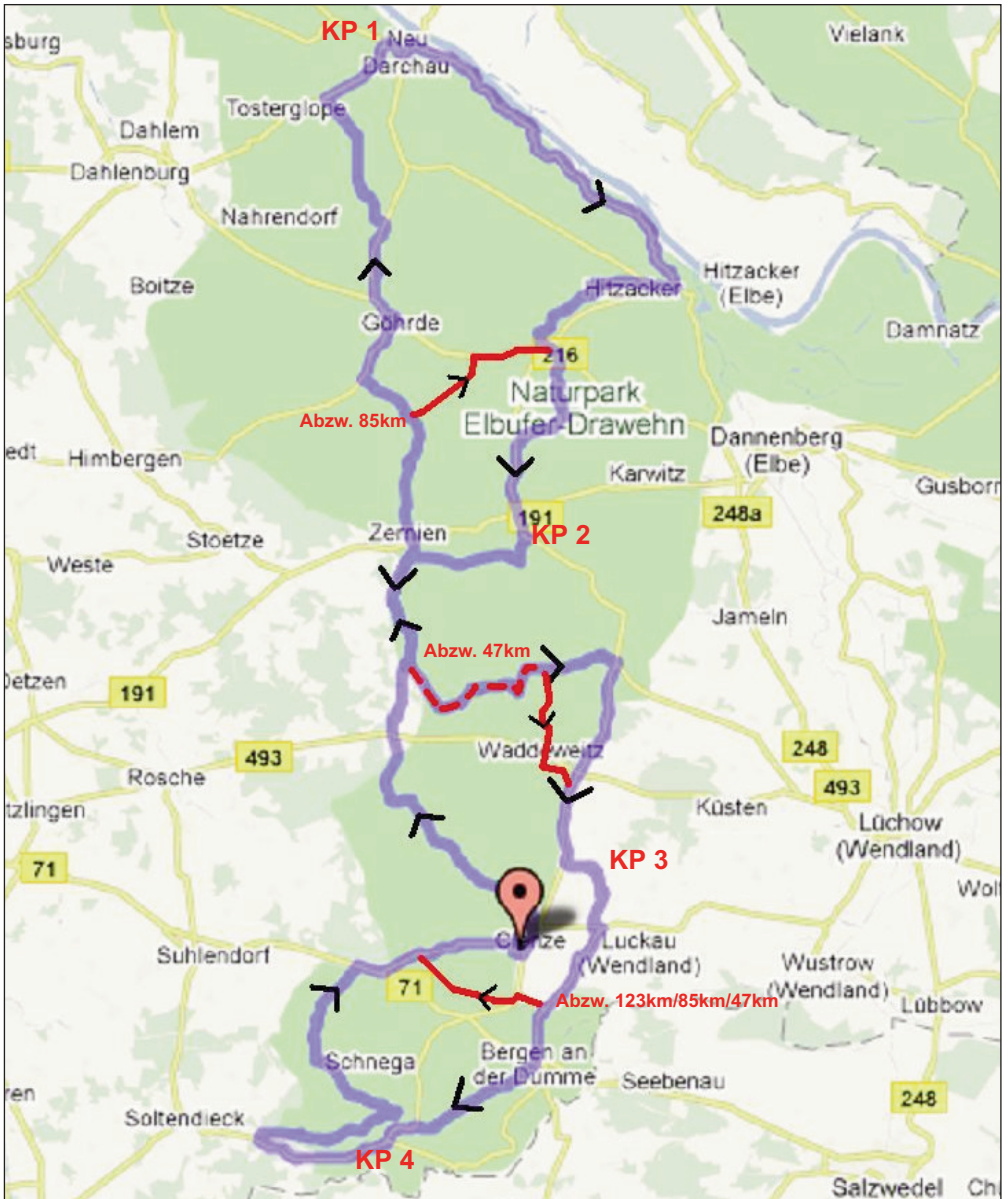 KP 1
Neu
Darchau
Vielank
sburg
Tosterglope
Dahlem
Dahlenburg
Nahrendorf
Boitze
Hitzacker
Hitzacker
(Elbe)
Damnatz
Göhrde
216
Naturpark
Elbufer-Drawehn
Abzw. 85km
Dannenberg
(Elbe)
edt
Himbergen
Karwitz
Gusborn
248a
191
Zernien
KP 2
Stoetze
Weste
Jameln
Abzw. 47km
Oetzen
191
Waddeweitz
248
493
493
Rosche
Küsten
tzlingen
Lüchow
(Wendland)
KP 3
71
Wol
Suhlendorf
Luckau
(Wendland)
Wustrow
(Wendland)
71
Abzw. 123km/85km/47km
Lübbow
Schnega
Bergen an
der Dumme
Seebenau
ren
248
Soltendieck
KP 4
Salzwedel
Ch